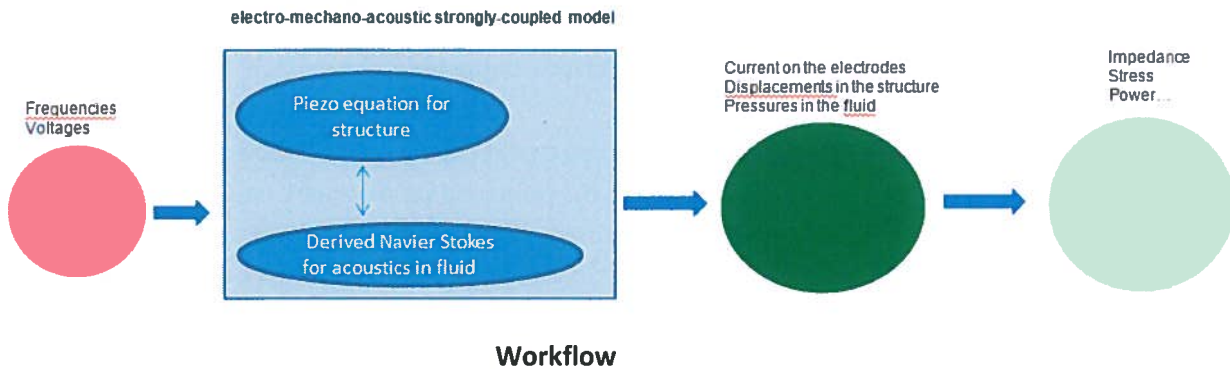 electro-mechano-acoustic strongly-coupled model
Frequencies
Voltages
Piezo equation for
structure
Derived Navier Stokes
for acoustics in fluid
Current on the electrodes
Displacements in the structure
Pressures in the fluid
Impedance
Stress
Power...
Workflow